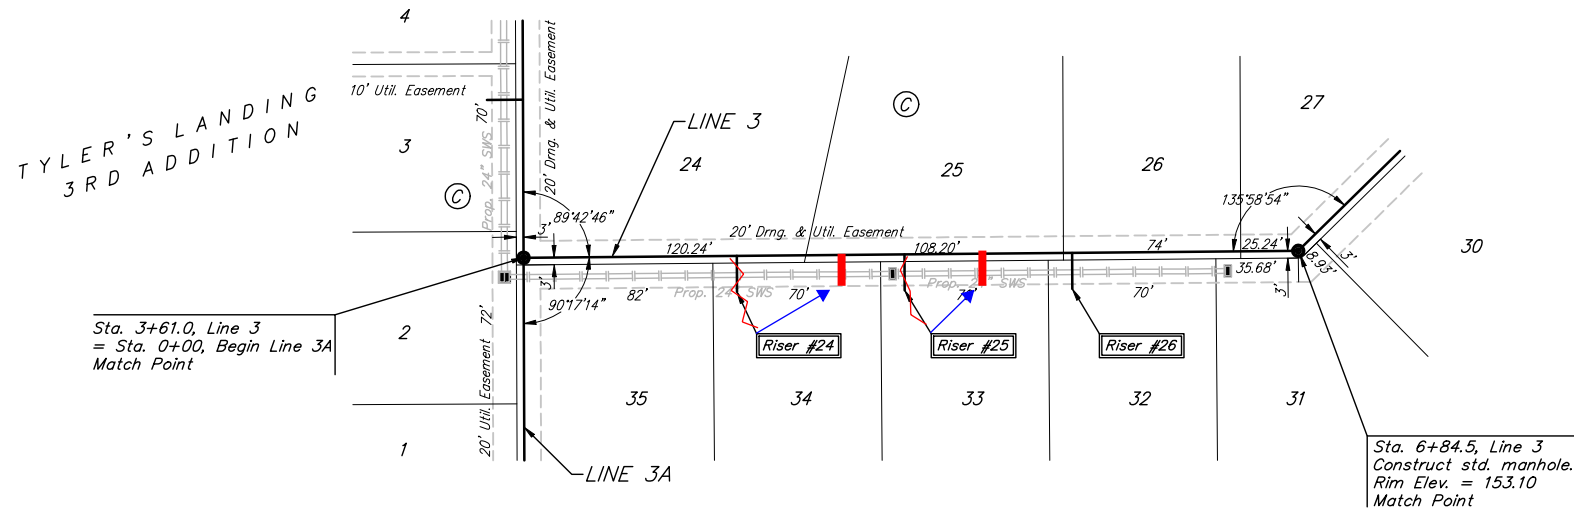 4
TYLER'S LANDING
3RD ADDITION
10' Util. Easement
70'
20' Drng. & Util. Easement
3
Prop. 24" SWS
C
LINE 3
24
C
25
26
27
30
89°42'46"
3'
135°58'54"
20' Drng. & Util. Easement
120.24'
108.20'
74'
25.24'
35.68'
8.93'
3'
3'
3'
90°17'14"
82'
Prop. 24" SWS
70'
70'
Sta. 3+61.0, Line 3
= Sta. 0+00, Begin Line 3A
Match Point
72'
20' Util. Easement
2
1
Riser #24
Riser #25
Riser #26
35
34
33
32
31
LINE 3A
Sta. 6+84.5, Line 3
Construct std. manhole.
Rim Elev. = 153.10
Match Point